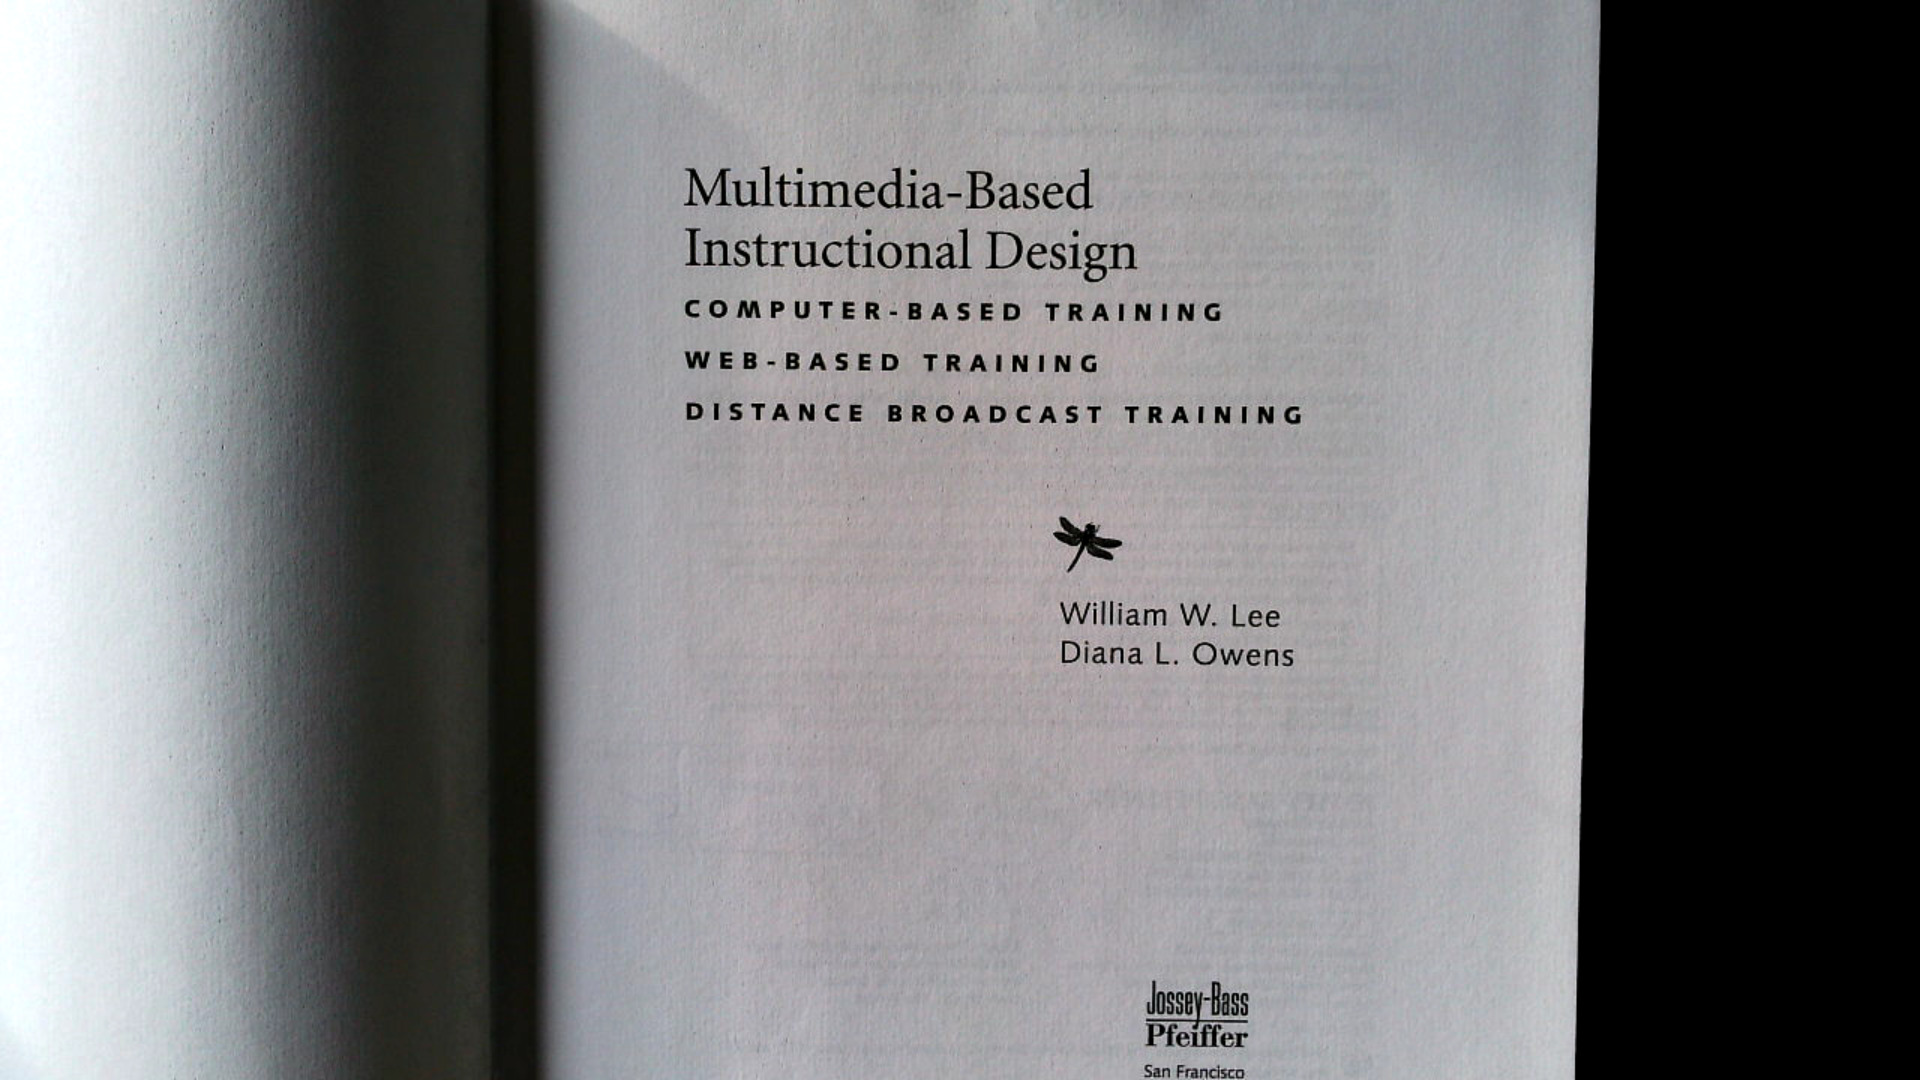 Multimedia-Based
Instructional Design
COMPUTER-BASED TRAINING
WEB-BASED TRAINING
DISTANCE BROADCAST TRAINING
William W. Lee
Diana L. Owens
Jossey-Bass
Pfeiffer
San Francisco